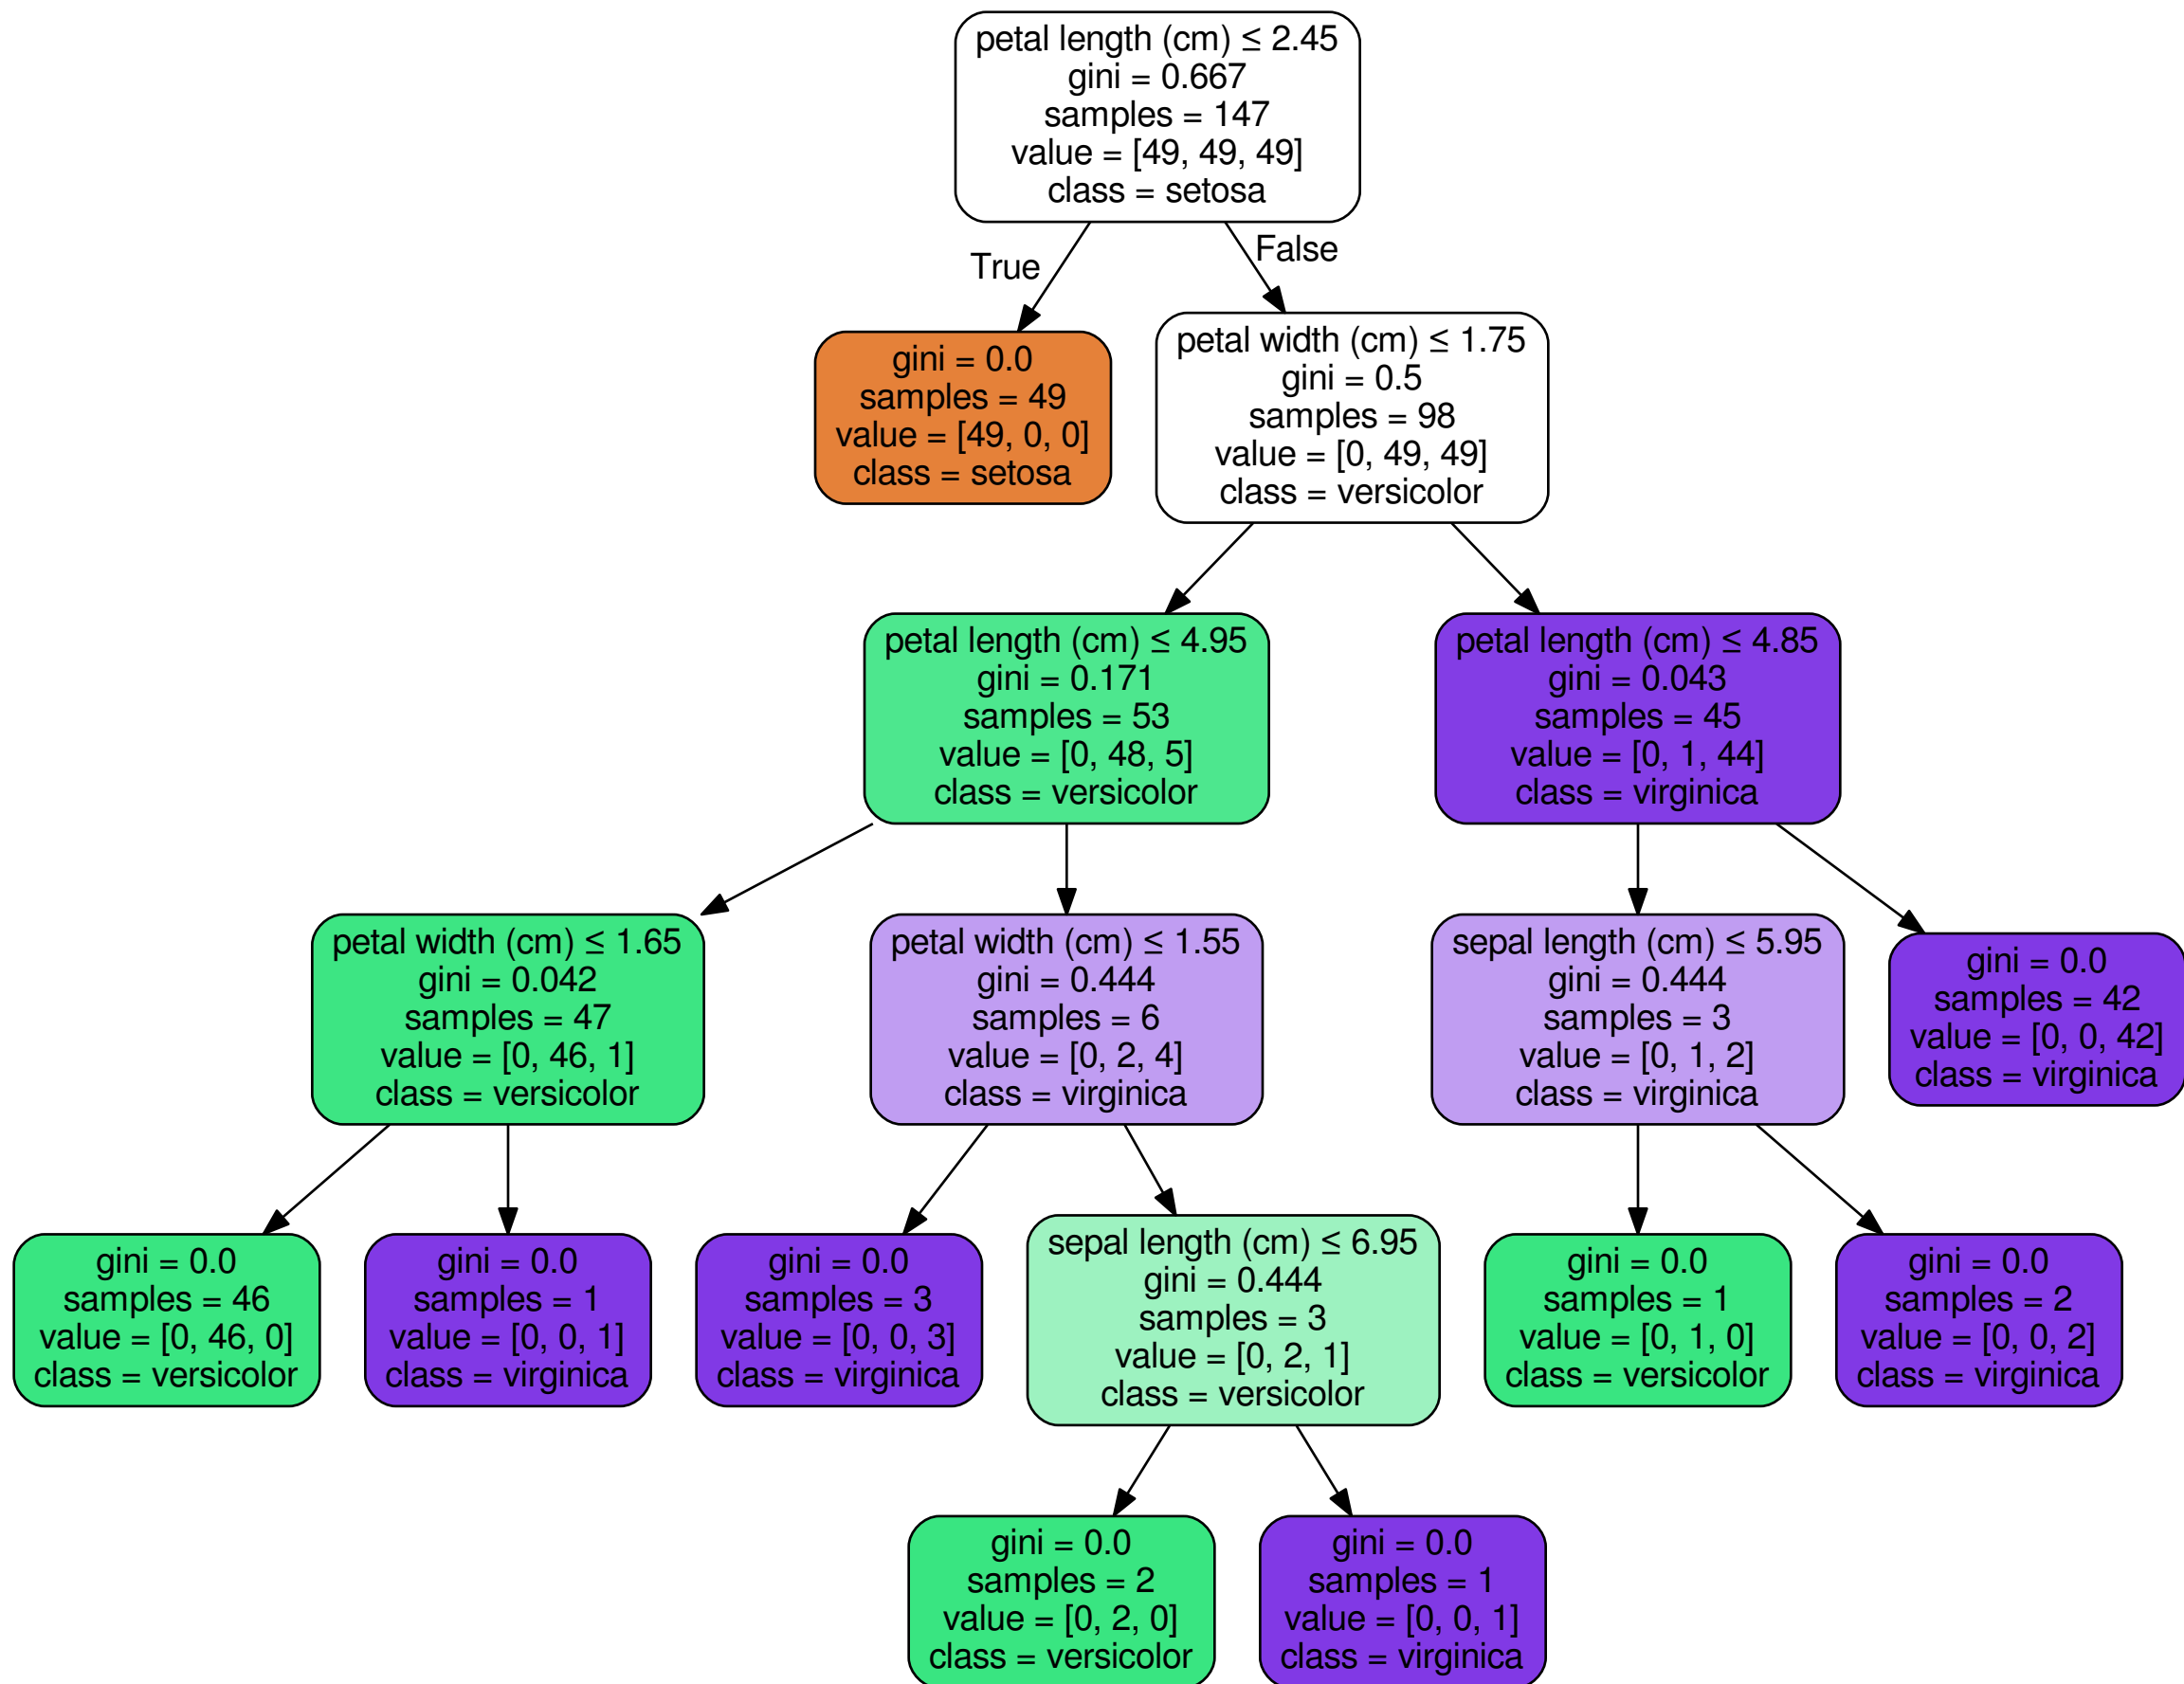 petal length (cm) ≤ 2.45
gini = 0.667
samples = 147
value = [49, 49, 49]
class = setosa
True
False
gini = 0.0
samples = 49
value = [49, 0, 0]
class = setosa
petal width (cm) ≤ 1.75
gini = 0.5
samples = 98
value = [0, 49, 49]
class = versicolor
petal length (cm) ≤ 4.95
gini = 0.171
samples = 53
value = [0, 48, 5]
class = versicolor
petal length (cm) ≤ 4.85
gini = 0.043
samples = 45
value = [0, 1, 44]
class = virginica
petal width (cm) ≤ 1.65
gini = 0.042
samples = 47
value = [0, 46, 1]
class = versicolor
petal width (cm) ≤ 1.55
gini = 0.444
samples = 6
value = [0, 2, 4]
class = virginica
sepal length (cm) ≤ 5.95
gini = 0.444
samples = 3
value = [0, 1, 2]
class = virginica
gini = 0.0
samples = 42
value = [0, 0, 42]
class = virginica
gini = 0.0
samples = 46
value = [0, 46, 0]
class = versicolor
gini = 0.0
samples = 1
value = [0, 0, 1]
class = virginica
gini = 0.0
samples = 3
value = [0, 0, 3]
class = virginica
sepal length (cm) ≤ 6.95
gini = 0.444
samples = 3
value = [0, 2, 1]
class = versicolor
gini = 0.0
samples = 1
value = [0, 1, 0]
class = versicolor
gini = 0.0
samples = 2
value = [0, 0, 2]
class = virginica
gini = 0.0
samples = 2
value = [0, 2, 0]
class = versicolor
gini = 0.0
samples = 1
value = [0, 0, 1]
class = virginica